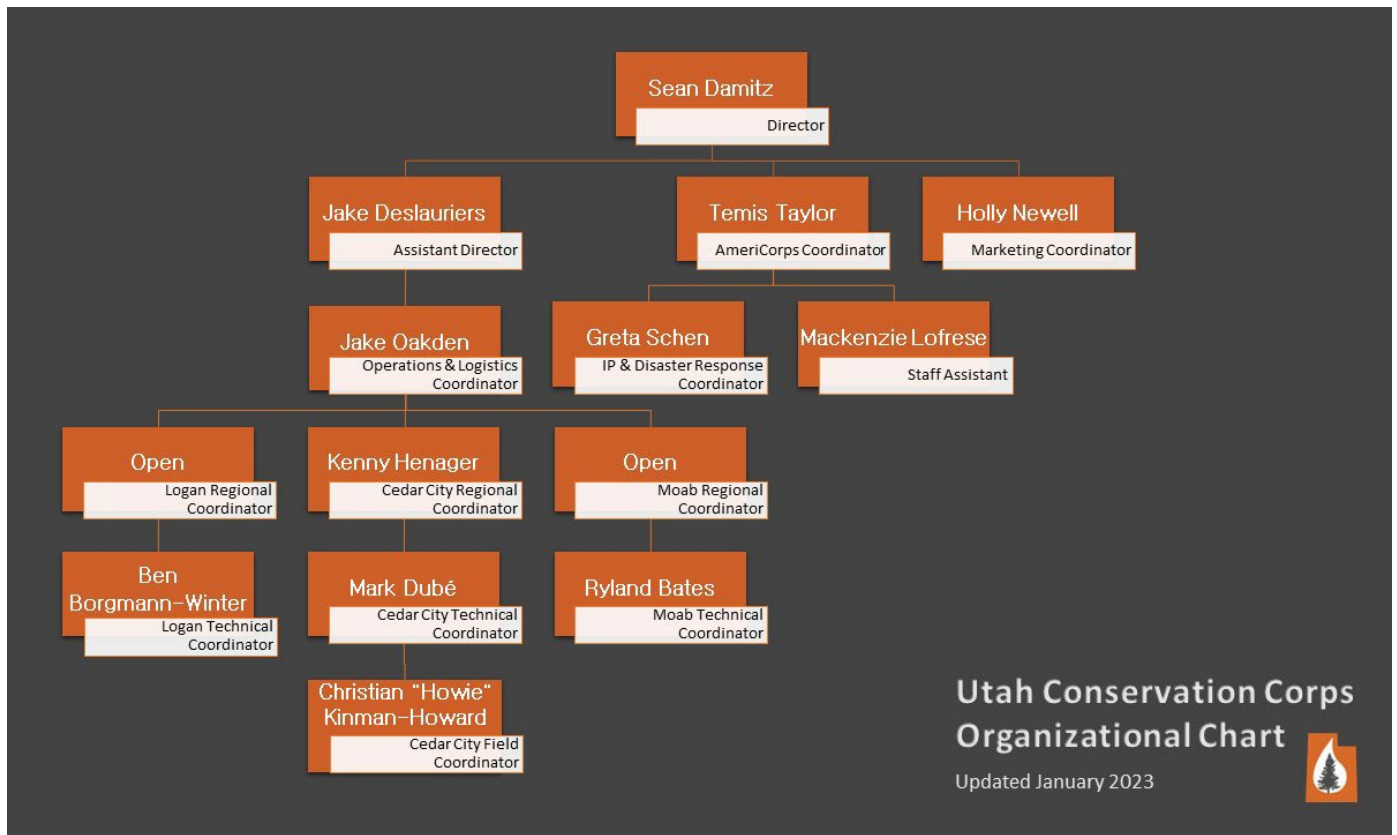 Sean Damitz
Director
Jake Deslauriers
Assistant Director
Temis Taylor
AmeriCorps Coordinator
Holly Newell
Marketing Coordinator
Jake Oakden
Operations & Logistics
Coordinator
Greta Schen
IP & Disaster Response
Coordinator
Mackenzie Lofrese
Staff Assistant
Open
Logan Regional
Coordinator
Kenny Henager
Cedar City Regional
Coordinator
Open
Moab Regional
Coordinator
Ben
Borgmann-Winter
Logan Technical
Coordinator
Mark Dubé
Cedar City Technical
Coordinator
Ryland Bates
Moab Technical
Coordinator
Christian "Howie"
Kinman-Howard
Cedar City Field
Coordinator
Utah Conservation Corps
Organizational Chart
Updated January 2023